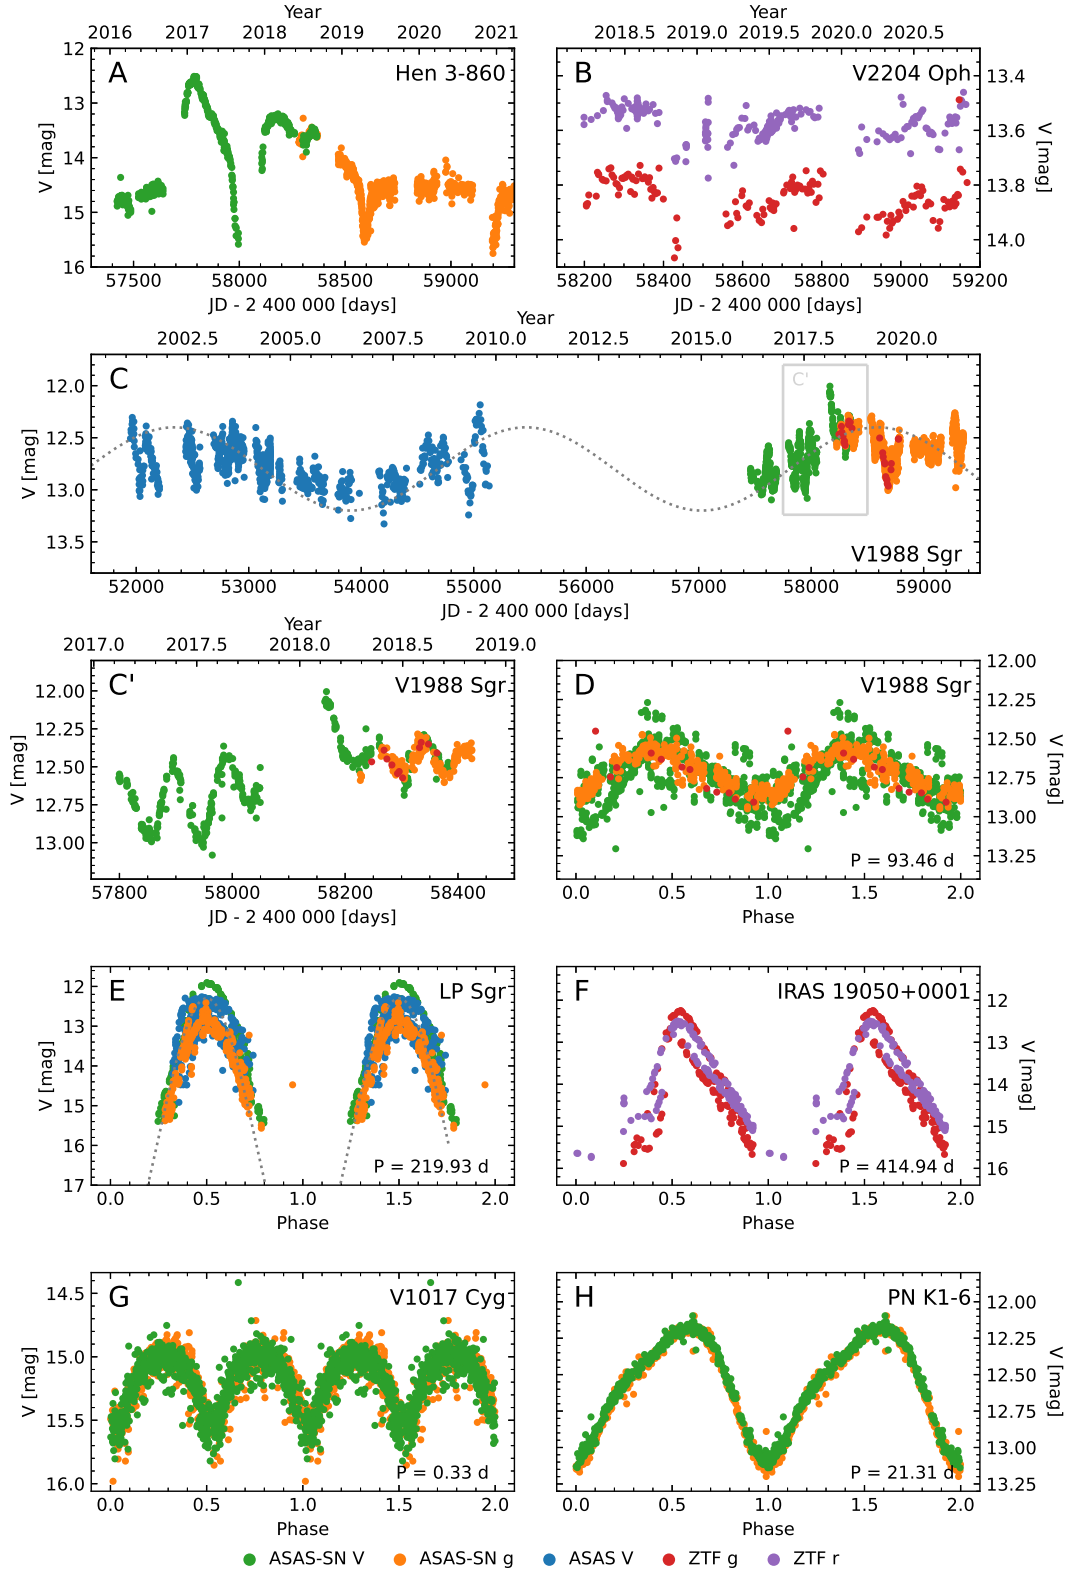 Year Year
2016 2017 2018 2019 2020 2021
2018.5 2019.0 2019.5 2020.0 2020.5
A Hen 3-860
B V2204 Oph
V [mag]
12 13 14 15 16
57500 58000 58500 59000
JD - 2 400 000 [days]
13.4 13.6 13.8 14.0
V [mag]
58200 58400 58600 58800 59000 59200
JD - 2 400 000 [days]
Year
2002.5 2005.0 2007.5 2010.0 2012.5 2015.0 2017.5 2020.0
C C'
V [mag]
12.0 12.5 13.0 13.5
V1988 Sgr
52000 53000 54000 55000 56000 57000 58000 59000
JD - 2 400 000 [days]
Year
2017.0 2017.5 2018.0 2018.5 2019.0
C' V1988 Sgr
V [mag]
12.00 12.25 12.50 12.75 13.00
57800 58000 58200 58400
JD - 2 400 000 [days]
D V1988 Sgr
12.00 12.25 12.50 12.75 13.00 13.25
V [mag]
P = 93.46 d
0.0 0.5 1.0 1.5 2.0
Phase
E LP Sgr
V [mag]
12 13 14 15 16 17
P = 219.93 d
0.0 0.5 1.0 1.5 2.0
Phase
F IRAS 19050+0001
12 13 14 15 16
V [mag]
P = 414.94 d
0.0 0.5 1.0 1.5 2.0
Phase
G V1017 Cyg
V [mag]
14.5 15.0 15.5 16.0
P = 0.33 d
0.0 0.5 1.0 1.5 2.0
Phase
H PN K1-6
12.00 12.25 12.50 12.75 13.00 13.25
V [mag]
P = 21.31 d
0.0 0.5 1.0 1.5 2.0
Phase
ASAS-SN V ASAS-SN g ASAS V ZTF g ZTF r